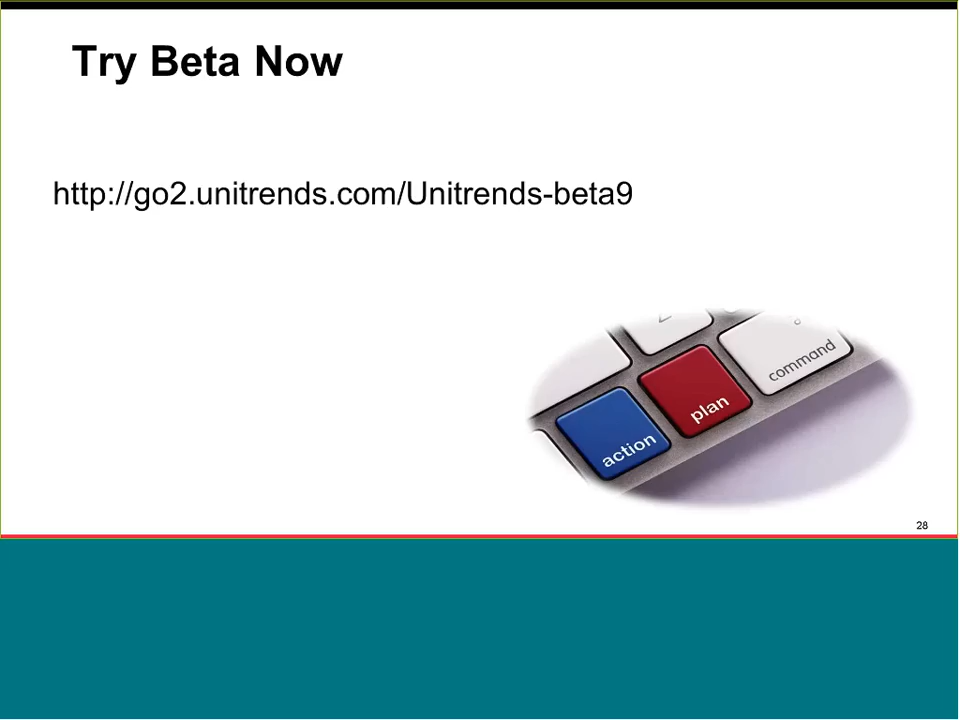 Try Beta Now
http://go2.unitrends.com/Unitrends-beta9
command
plan
action
28